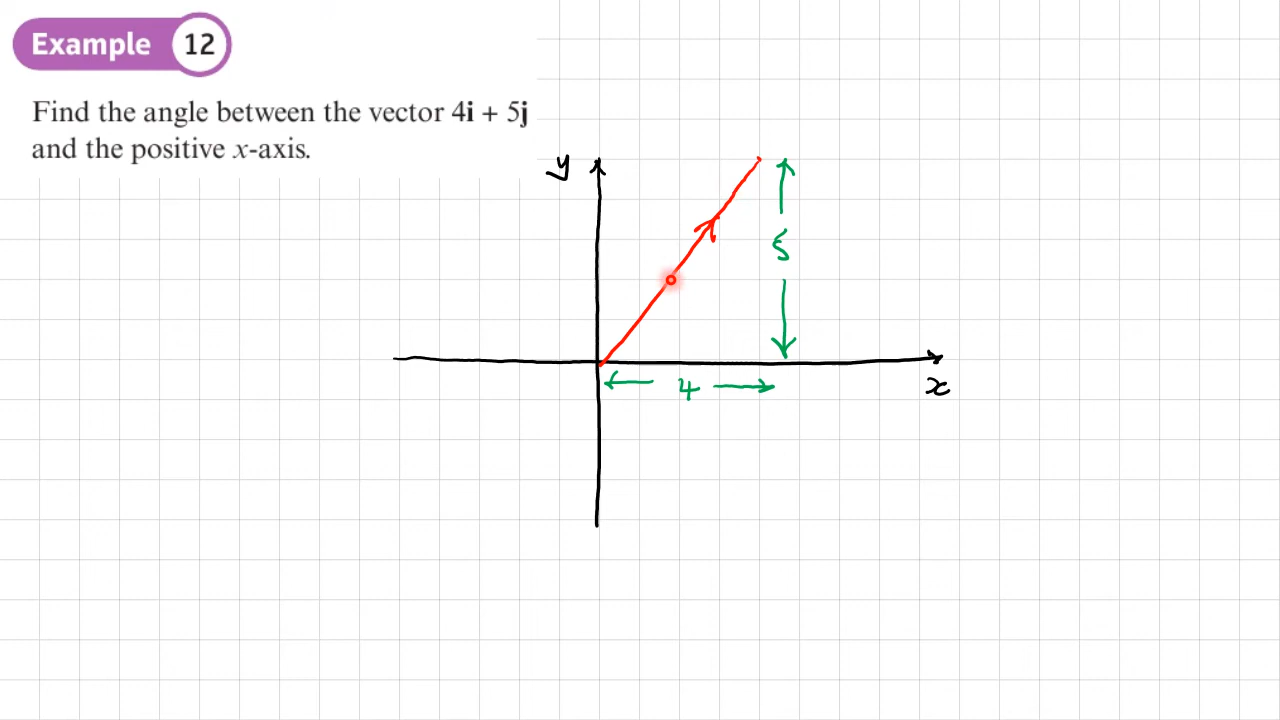 Example 12
Find the angle between the vector 4i + 5j
and the positive x-axis.
y
5
4
x